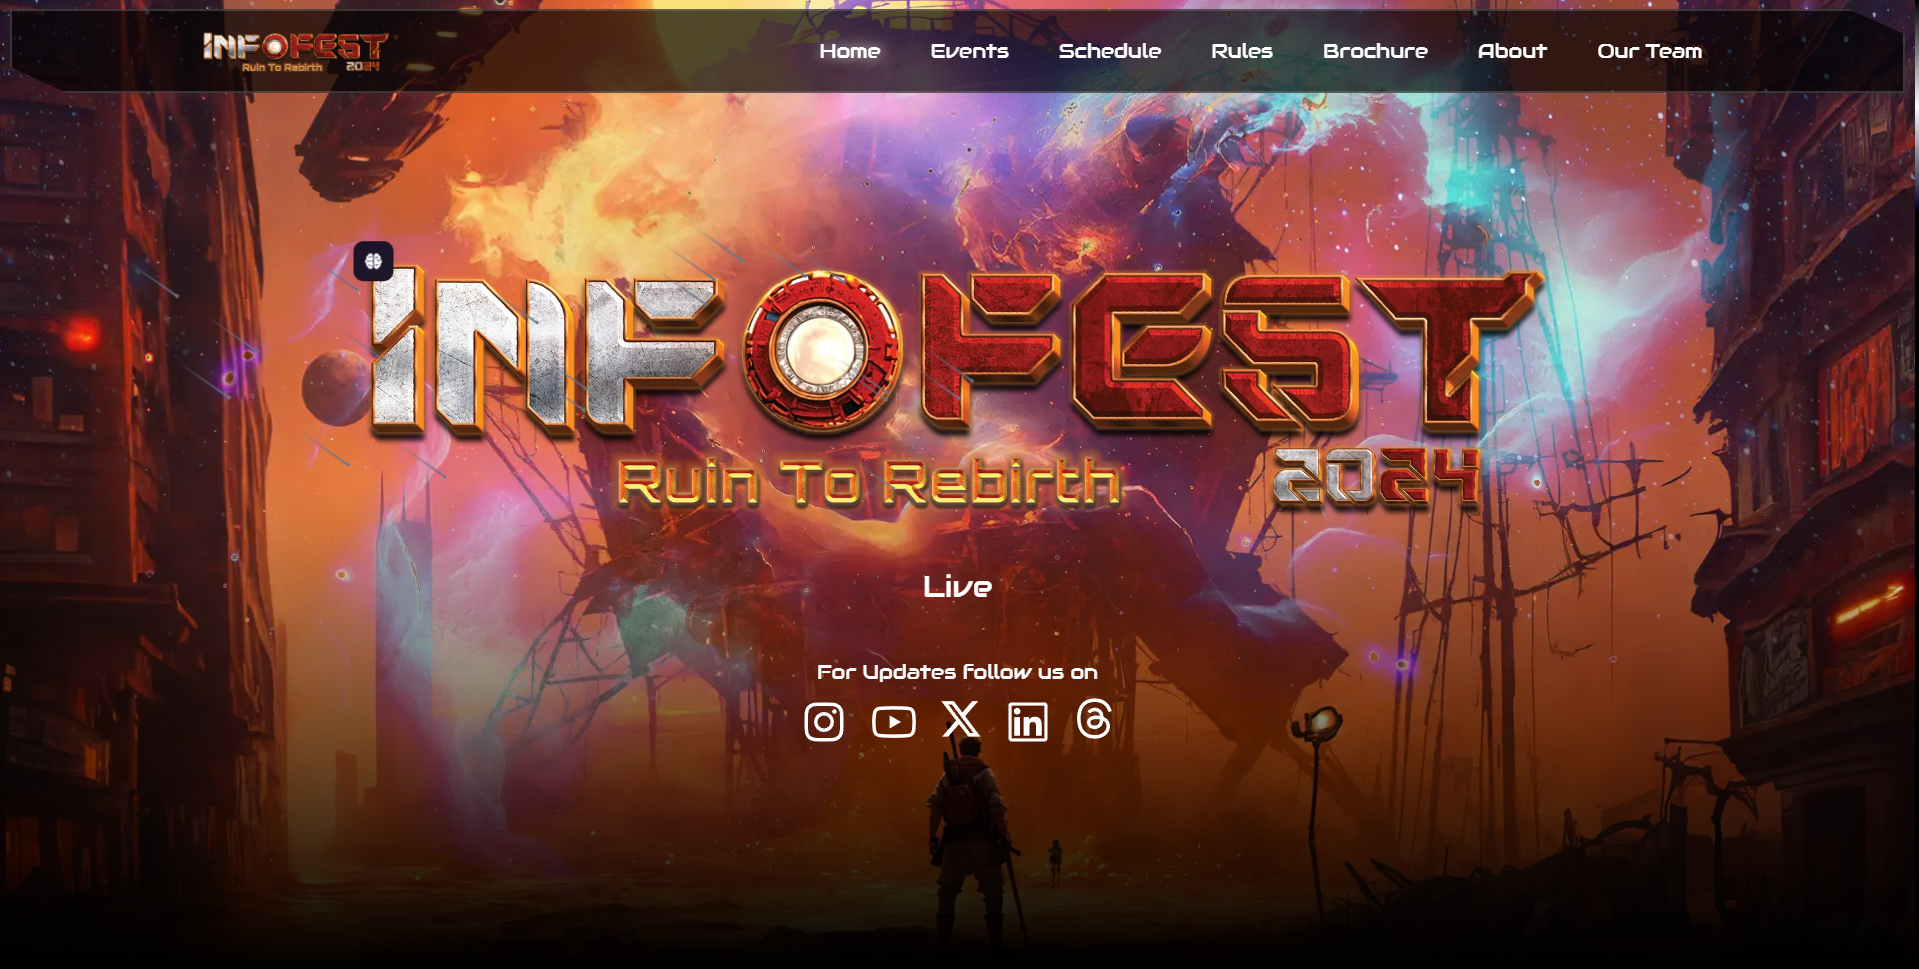 INFOFEST
Ruin To Rebirth 2024
Home Events Schedule Rules Brochure About Our Team
INFOFEST
Ruin To Rebirth 2024
Live
For Updates follow us on